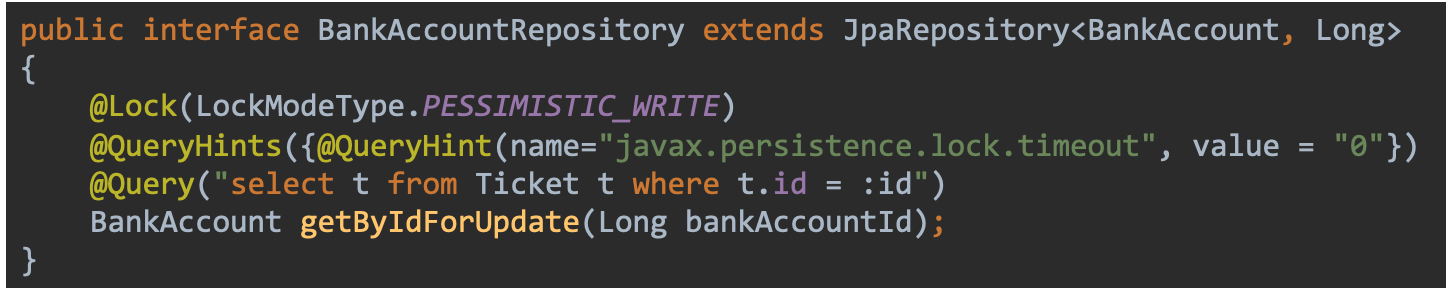 public interface BankAccountRepository extends JpaRepository<BankAccount, Long>
{
@Lock(LockModeType.PESSIMISTIC_WRITE)
@QueryHints({@QueryHint(name="javax.persistence.lock.timeout", value = "0"})
@Query("select t from Ticket t where t.id = :id")
BankAccount getByIdForUpdate(Long bankAccountId);
}